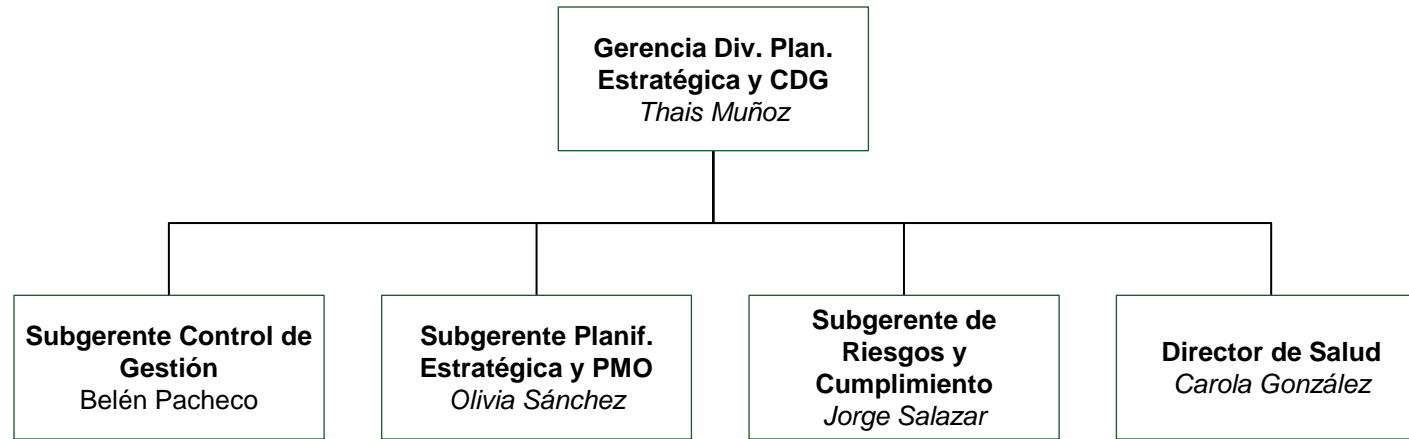 Gerencia Div. Plan.
Estratégica y CDG
Thais Muñoz
Subgerente Control de
Gestión
Belén Pacheco
Subgerente Planif.
Estratégica y PMO
Olivia Sánchez
Subgerente de
Riesgos y
Cumplimiento
Jorge Salazar
Director de Salud
Carola González